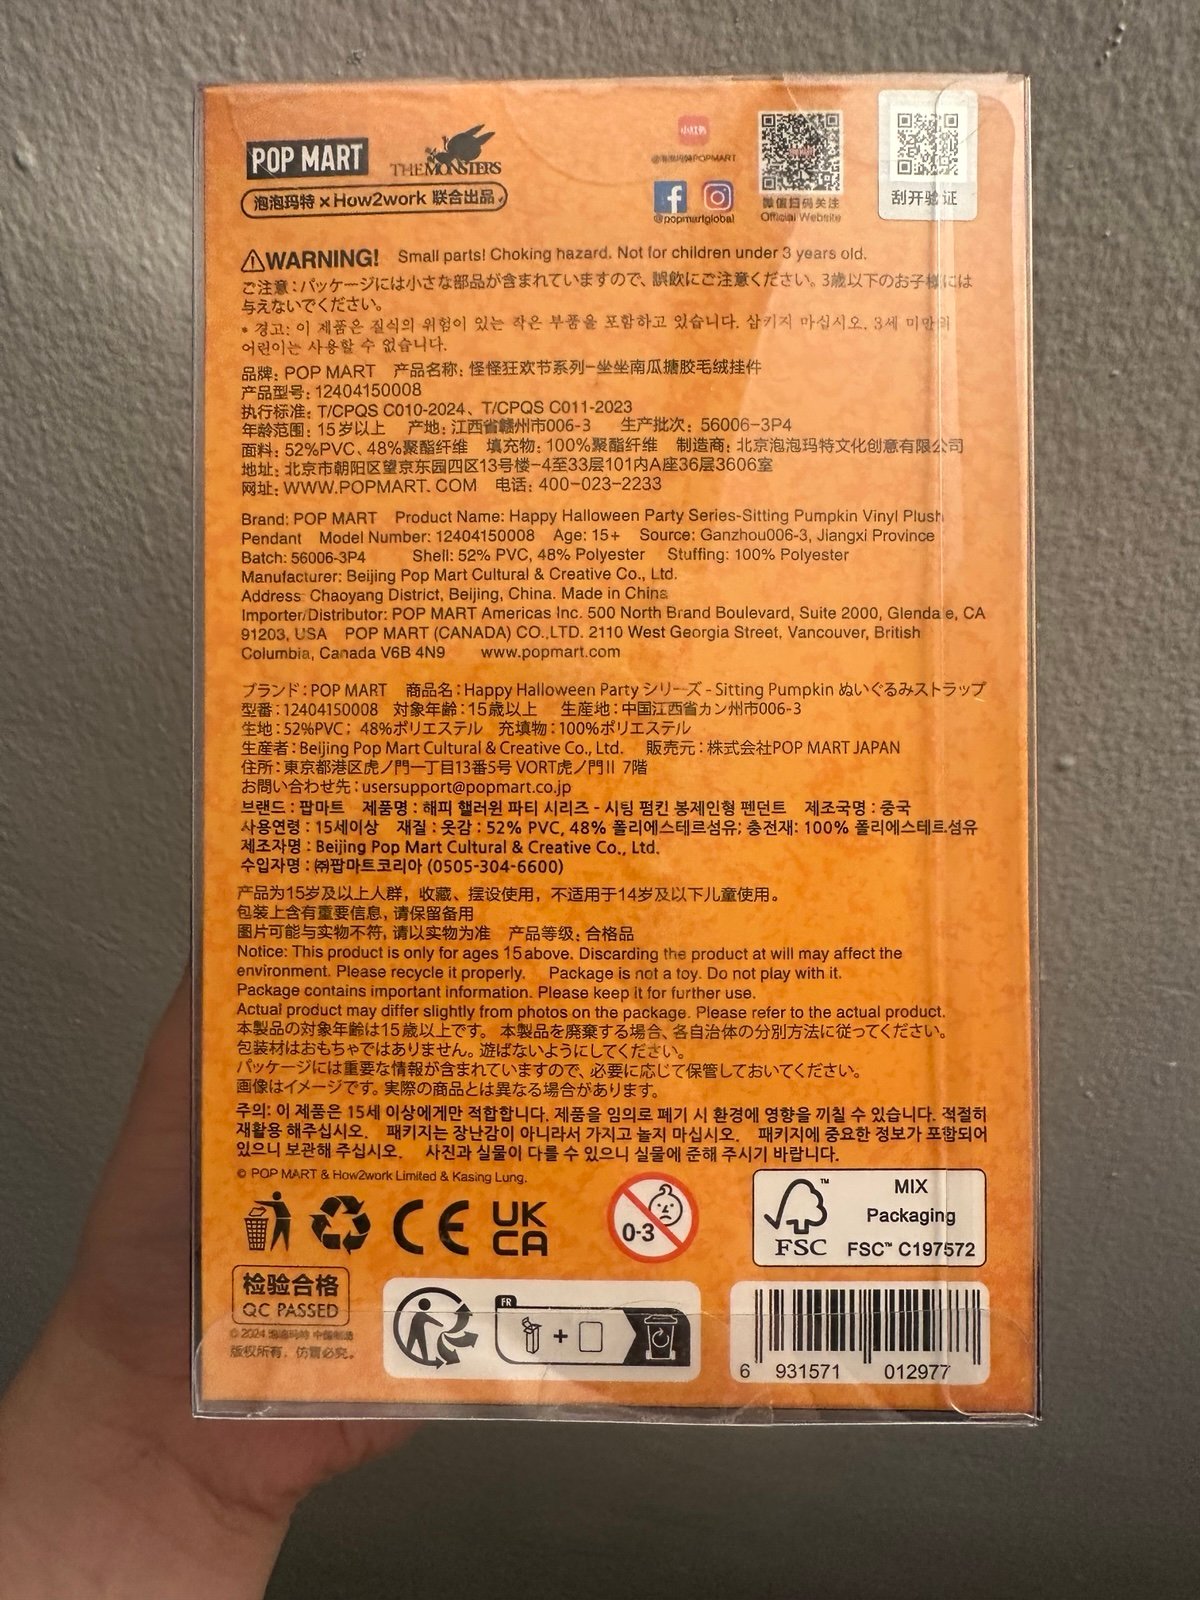 POP MART
THE MONSTERS
泡泡玛特×How2work 联合出品
小红书
@泡泡玛特POPMART
@popmartglobal
微信扫码关注
Official Website
刮开验证
WARNING! Small parts! Choking hazard. Not for children under 3 years old.
ご注意：パッケージには小さな部品が含まれていますので、誤飲にご注意ください。3歳以下のお子様には
与えないでください。
* 경고: 이 제품은 질식의 위험이 있는 작은 부품을 포함하고 있습니다. 삼키지 마십시오, 3세 미만의
어린이는 사용할 수 없습니다.
品牌：POP MART 产品名称：怪怪狂欢节系列-坐坐南瓜搪胶毛绒挂件
产品型号：12404150008
执行标准：T/CPQS C010-2024、T/CPQS C011-2023
年龄范围：15岁以上 产地：江西省赣州市006-3 生产批次：56006-3P4
面料：52%PVC、48%聚酯纤维 填充物：100%聚酯纤维 制造商：北京泡泡玛特文化创意有限公司
地址：北京市朝阳区望京东园四区13号楼-4至33层101内A座36层3606室
网址：WWW.POPMART.COM 电话：400-023-2233
Brand: POP MART Product Name: Happy Halloween Party Series-Sitting Pumpkin Vinyl Plush
Pendant Model Number: 12404150008 Age: 15+ Source: Ganzhou006-3, Jiangxi Province
Batch: 56006-3P4 Shell: 52% PVC, 48% Polyester Stuffing: 100% Polyester
Manufacturer: Beijing Pop Mart Cultural & Creative Co., Ltd.
Address: Chaoyang District, Beijing, China. Made in China
Importer/Distributor: POP MART Americas Inc. 500 North Brand Boulevard, Suite 2000, Glendale, CA
91203, USA POP MART (CANADA) CO.,LTD. 2110 West Georgia Street, Vancouver, British
Columbia, Canada V6B 4N9 www.popmart.com
ブランド：POP MART 商品名：Happy Halloween Party シリーズ - Sitting Pumpkin ぬいぐるみストラップ
型番：12404150008 対象年齢：15歳以上 生産地：中国江西省カン州市006-3
生地：52%PVC；48%ポリエステル 充填物：100%ポリエステル
生産者：Beijing Pop Mart Cultural & Creative Co., Ltd. 販売元：株式会社POP MART JAPAN
住所：東京都港区虎ノ門一丁目13番5号 VORT虎ノ門II 7階
お問い合わせ先：usersupport@popmart.co.jp
브랜드 : 팝마트 제품명 : 해피 핼러윈 파티 시리즈 - 시팅 펌킨 봉제인형 펜던트 제조국명 : 중국
사용연령 : 15세이상 재질 : 옷감 : 52% PVC, 48% 폴리에스테르섬유; 충전재: 100% 폴리에스테르섬유
제조자명 : Beijing Pop Mart Cultural & Creative Co., Ltd.
수입자명 : ㈜팝마트코리아 (0505-304-6600)
产品为15岁及以上人群，收藏、摆设使用，不适用于14岁及以下儿童使用。
包装上含有重要信息，请保留备用
图片可能与实物不符，请以实物为准 产品等级：合格品
Notice: This product is only for ages 15above. Discarding the product at will may affect the
environment. Please recycle it properly. Package is not a toy. Do not play with it.
Package contains important information. Please keep it for further use.
Actual product may differ slightly from photos on the package. Please refer to the actual product.
本製品の対象年齢は15歳以上です。本製品を廃棄する場合、各自治体の分別方法に従ってください。
包装材はおもちゃではありません。遊ばないようにしてください。
パッケージには重要な情報が含まれていますので、必要に応じて保管しておいてください。
画像はイメージです。実際の商品とは異なる場合があります。
주의: 이 제품은 15세 이상에게만 적합합니다. 제품을 임의로 폐기 시 환경에 영향을 끼칠 수 있습니다. 적절히
재활용 해주십시오. 패키지는 장난감이 아니라서 가지고 놀지 마십시오. 패키지에 중요한 정보가 포함되어
있으니 보관해 주십시오. 사진과 실물이 다를 수 있으니 실물에 준해 주시기 바랍니다.
© POP MART & How2work Limited & Kasing Lung.
CE
UK
CA
0-3
FSC™
MIX
Packaging
FSC™ C197572
检验合格
QC PASSED
© 2024 泡泡玛特 中国制造
版权所有，仿冒必究。
FR
+
6 931571 012977